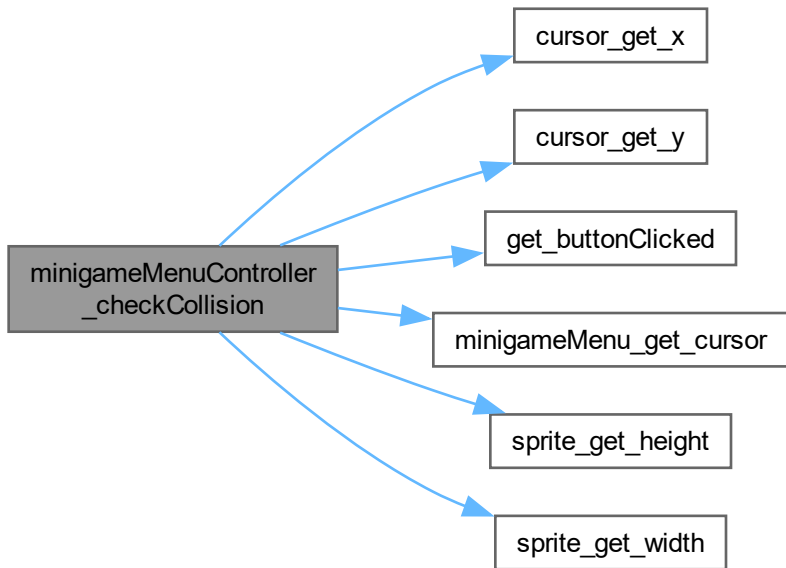 cursor_get_x
cursor_get_y
get_buttonClicked
minigameMenuController
_checkCollision
minigameMenu_get_cursor
sprite_get_height
sprite_get_width